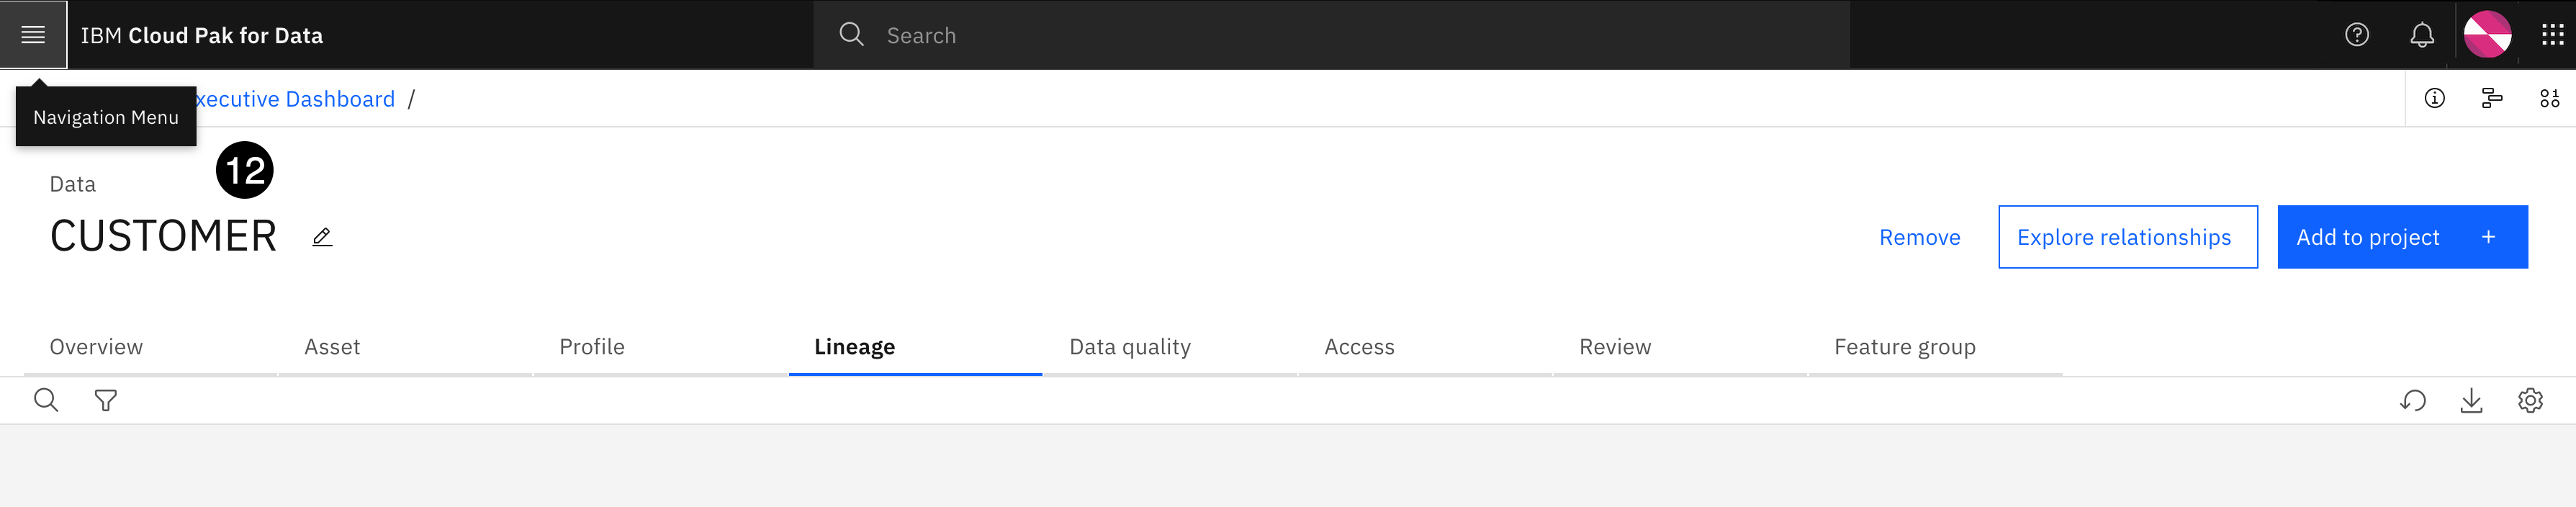 IBM Cloud Pak for Data
Search
Navigation Menu
xecutive Dashboard /
12
Data
CUSTOMER
Remove
Explore relationships
Add to project +
Overview Asset Profile Lineage Data quality Access Review Feature group